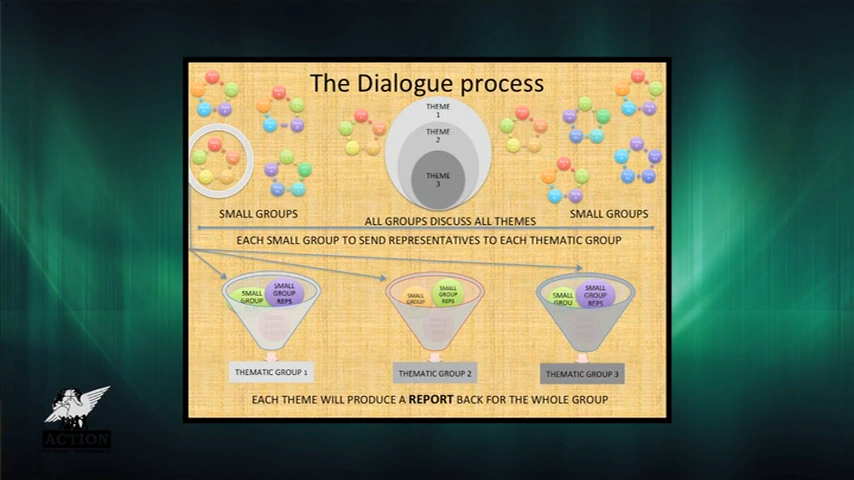 The Dialogue process
THEME
1
THEME
2
THEME
3
SMALL GROUPS
ALL GROUPS DISCUSS ALL THEMES
SMALL GROUPS
EACH SMALL GROUP TO SEND REPRESENTATIVES TO EACH THEMATIC GROUP
SMALL
GROUP
SMALL
GROUP
REPS
SMALL
GROUP
SMALL
GROUP
REPS
SMALL
GROU
SMALL
GROUP
REPS
THEMATIC GROUP 1
THEMATIC GROUP 2
THEMATIC GROUP 3
EACH THEME WILL PRODUCE A REPORT BACK FOR THE WHOLE GROUP
ACTION